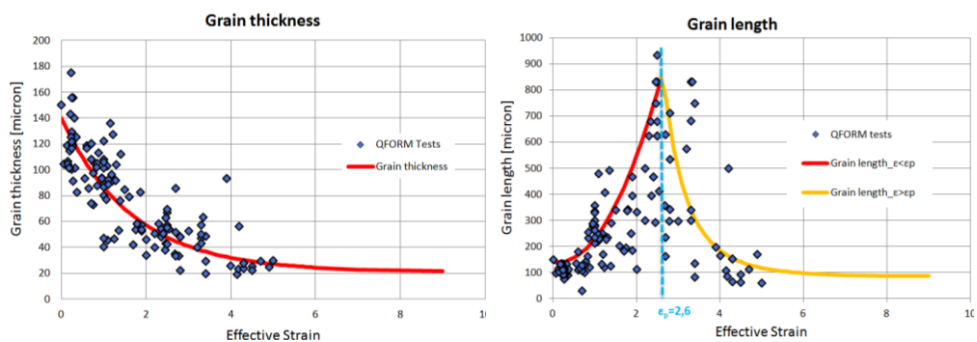 Grain thickness
200
180
160
140
120
100
80
60
40
20
0
0 2 4 6 8 10
Grain thickness [micron]
Effective Strain
QFORM Tests
Grain thickness
Grain length
1000
900
800
700
600
500
400
300
200
100
0
0 2 4 6 8 10
Grain length [micron]
εp=2,6
Effective Strain
QFORM tests
Grain length_ε<εp
Grain length_ε>εp